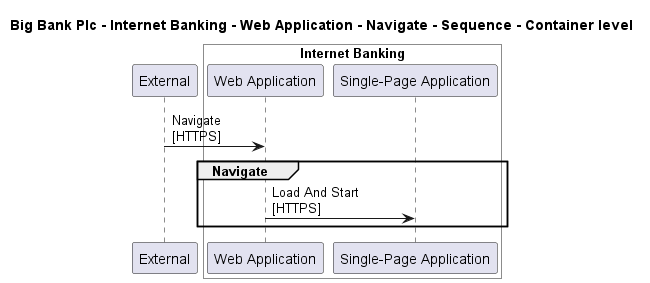 Big Bank Plc - Internet Banking - Web Application - Navigate - Sequence - Container level
Internet Banking
External
Web Application
Single-Page Application
Navigate
[HTTPS]
Navigate
Load And Start
[HTTPS]
External
Web Application
Single-Page Application